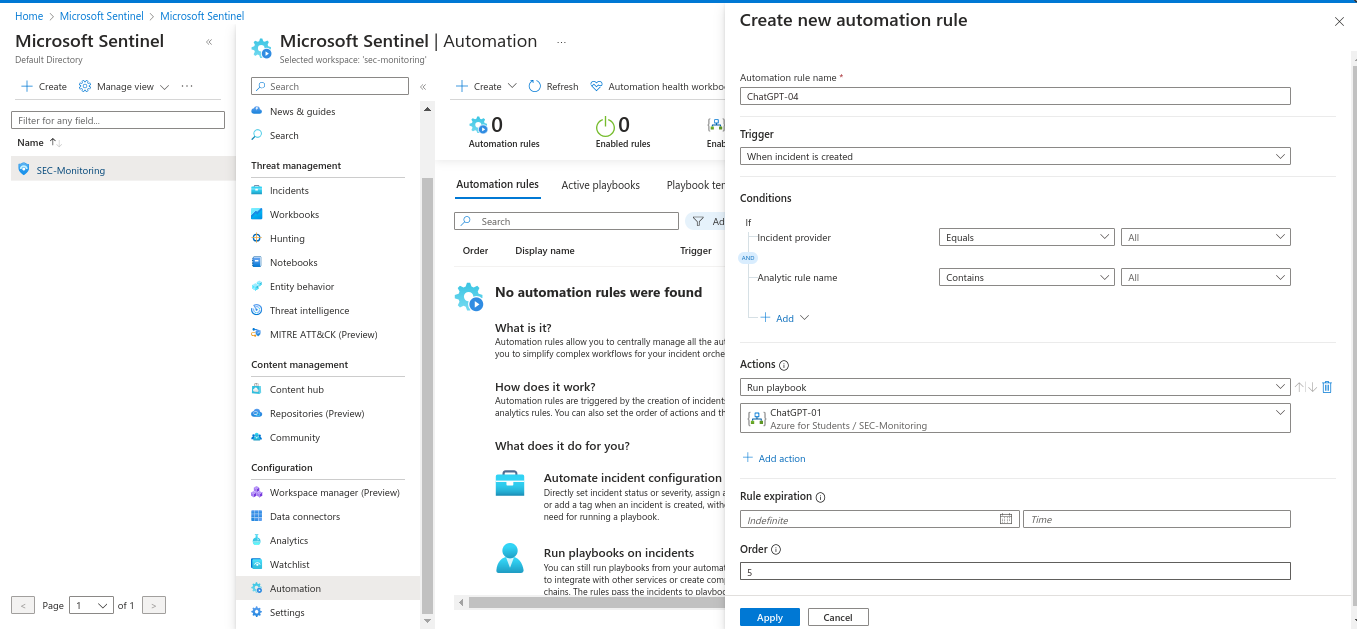 Home > Microsoft Sentinel > Microsoft Sentinel
Microsoft Sentinel
Default Directory
Create
Manage view
Filter for any field...
Name
SEC-Monitoring
< Page 1 of 1 >
Microsoft Sentinel | Automation
Selected workspace: 'sec-monitoring'
Search
News & guides
Search
Threat management
Incidents
Workbooks
Hunting
Notebooks
Entity behavior
Threat intelligence
MITRE ATT&CK (Preview)
Content management
Content hub
Repositories (Preview)
Community
Configuration
Workspace manager (Preview)
Data connectors
Analytics
Watchlist
Automation
Settings
Create
Refresh
Automation health workboo
0
Automation rules
0
Enabled rules
Enab
Automation rules
Active playbooks
Playbook ter
Search
Ad
Order
Display name
Trigger
No automation rules were found
What is it?
Automation rules allow you to centrally manage all the aut
you to simplify complex workflows for your incident orche
How does it work?
Automation rules are triggered by the creation of incidents
analytics rules. You can also set the order of actions and th
What does it do for you?
Automate incident configuration
Directly set incident status or severity, assign a
or add a tag when an incident is created, with
need for running a playbook.
Run playbooks on incidents
You can still run playbooks from your automat
to integrate with other services or create comp
chains. The rules pass the incidents to playboo
Create new automation rule
Automation rule name *
ChatGPT-04
Trigger
When incident is created
Conditions
If
Incident provider
Equals
All
AND
Analytic rule name
Contains
All
Add
Actions
Run playbook
ChatGPT-01
Azure for Students / SEC-Monitoring
Add action
Rule expiration
Indefinite
Time
Order
5
Apply
Cancel